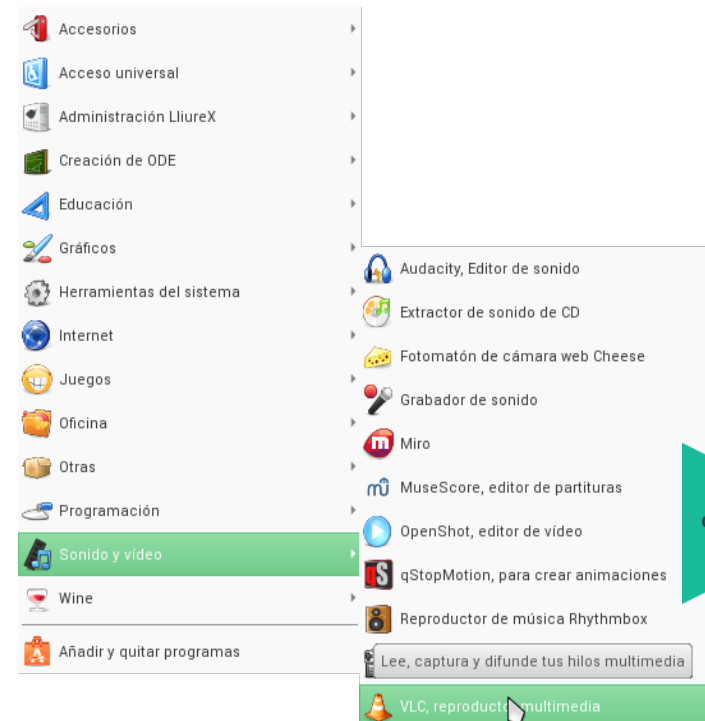 Accesorios
Acceso universal
Administración LliureX
Creación de ODE
Educación
Gráficos
Herramientas del sistema
Internet
Juegos
Oficina
Otras
Programación
Sonido y vídeo
Wine
Añadir y quitar programas
Audacity, Editor de sonido
Extractor de sonido de CD
Fotomatón de cámara web Cheese
Grabador de sonido
Miro
MuseScore, editor de partituras
OpenShot, editor de vídeo
qStopMotion, para crear animaciones
Reproductor de música Rhythmbox
Lee, captura y difunde tus hilos multimedia
VLC, reproductor multimedia